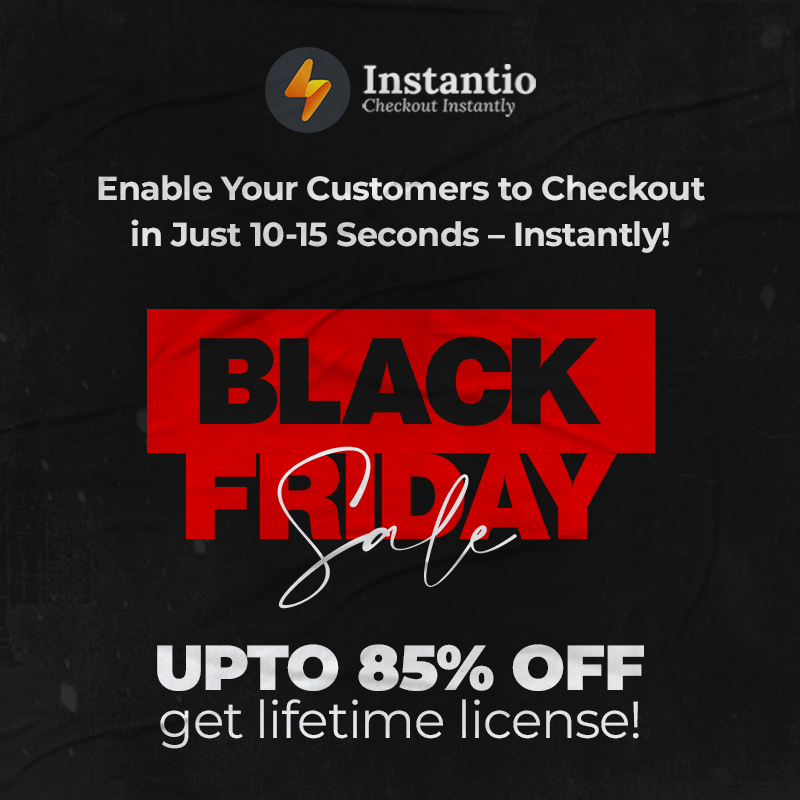 Instantio
Checkout Instantly
Enable Your Customers to Checkout
in Just 10-15 Seconds – Instantly!
BLACK
FRIDAY
Sale
UPTO 85% OFF
get lifetime license!